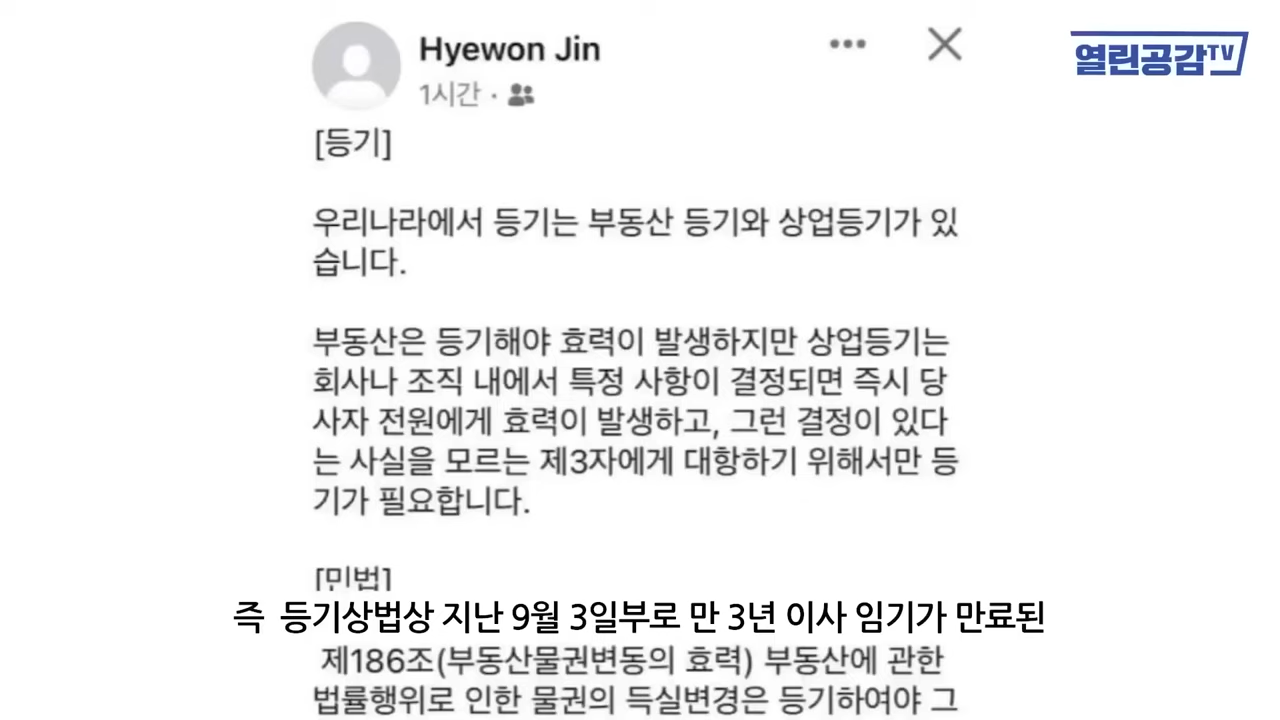 Hyewon Jin
열린공감TV
1시간
[등기]
우리나라에서 등기는 부동산 등기와 상업등기가 있
습니다.
부동산은 등기해야 효력이 발생하지만 상업등기는
회사나 조직 내에서 특정 사항이 결정되면 즉시 당
사자 전원에게 효력이 발생하고, 그런 결정이 있다
는 사실을 모르는 제3자에게 대항하기 위해서만 등
기가 필요합니다.
[민법]
즉 등기상법상 지난 9월 3일부로 만 3년 이사 임기가 만료된
제186조(부동산물권변동의 효력) 부동산에 관한
법률행위로 인한 물권의 득실변경은 등기하여야 그